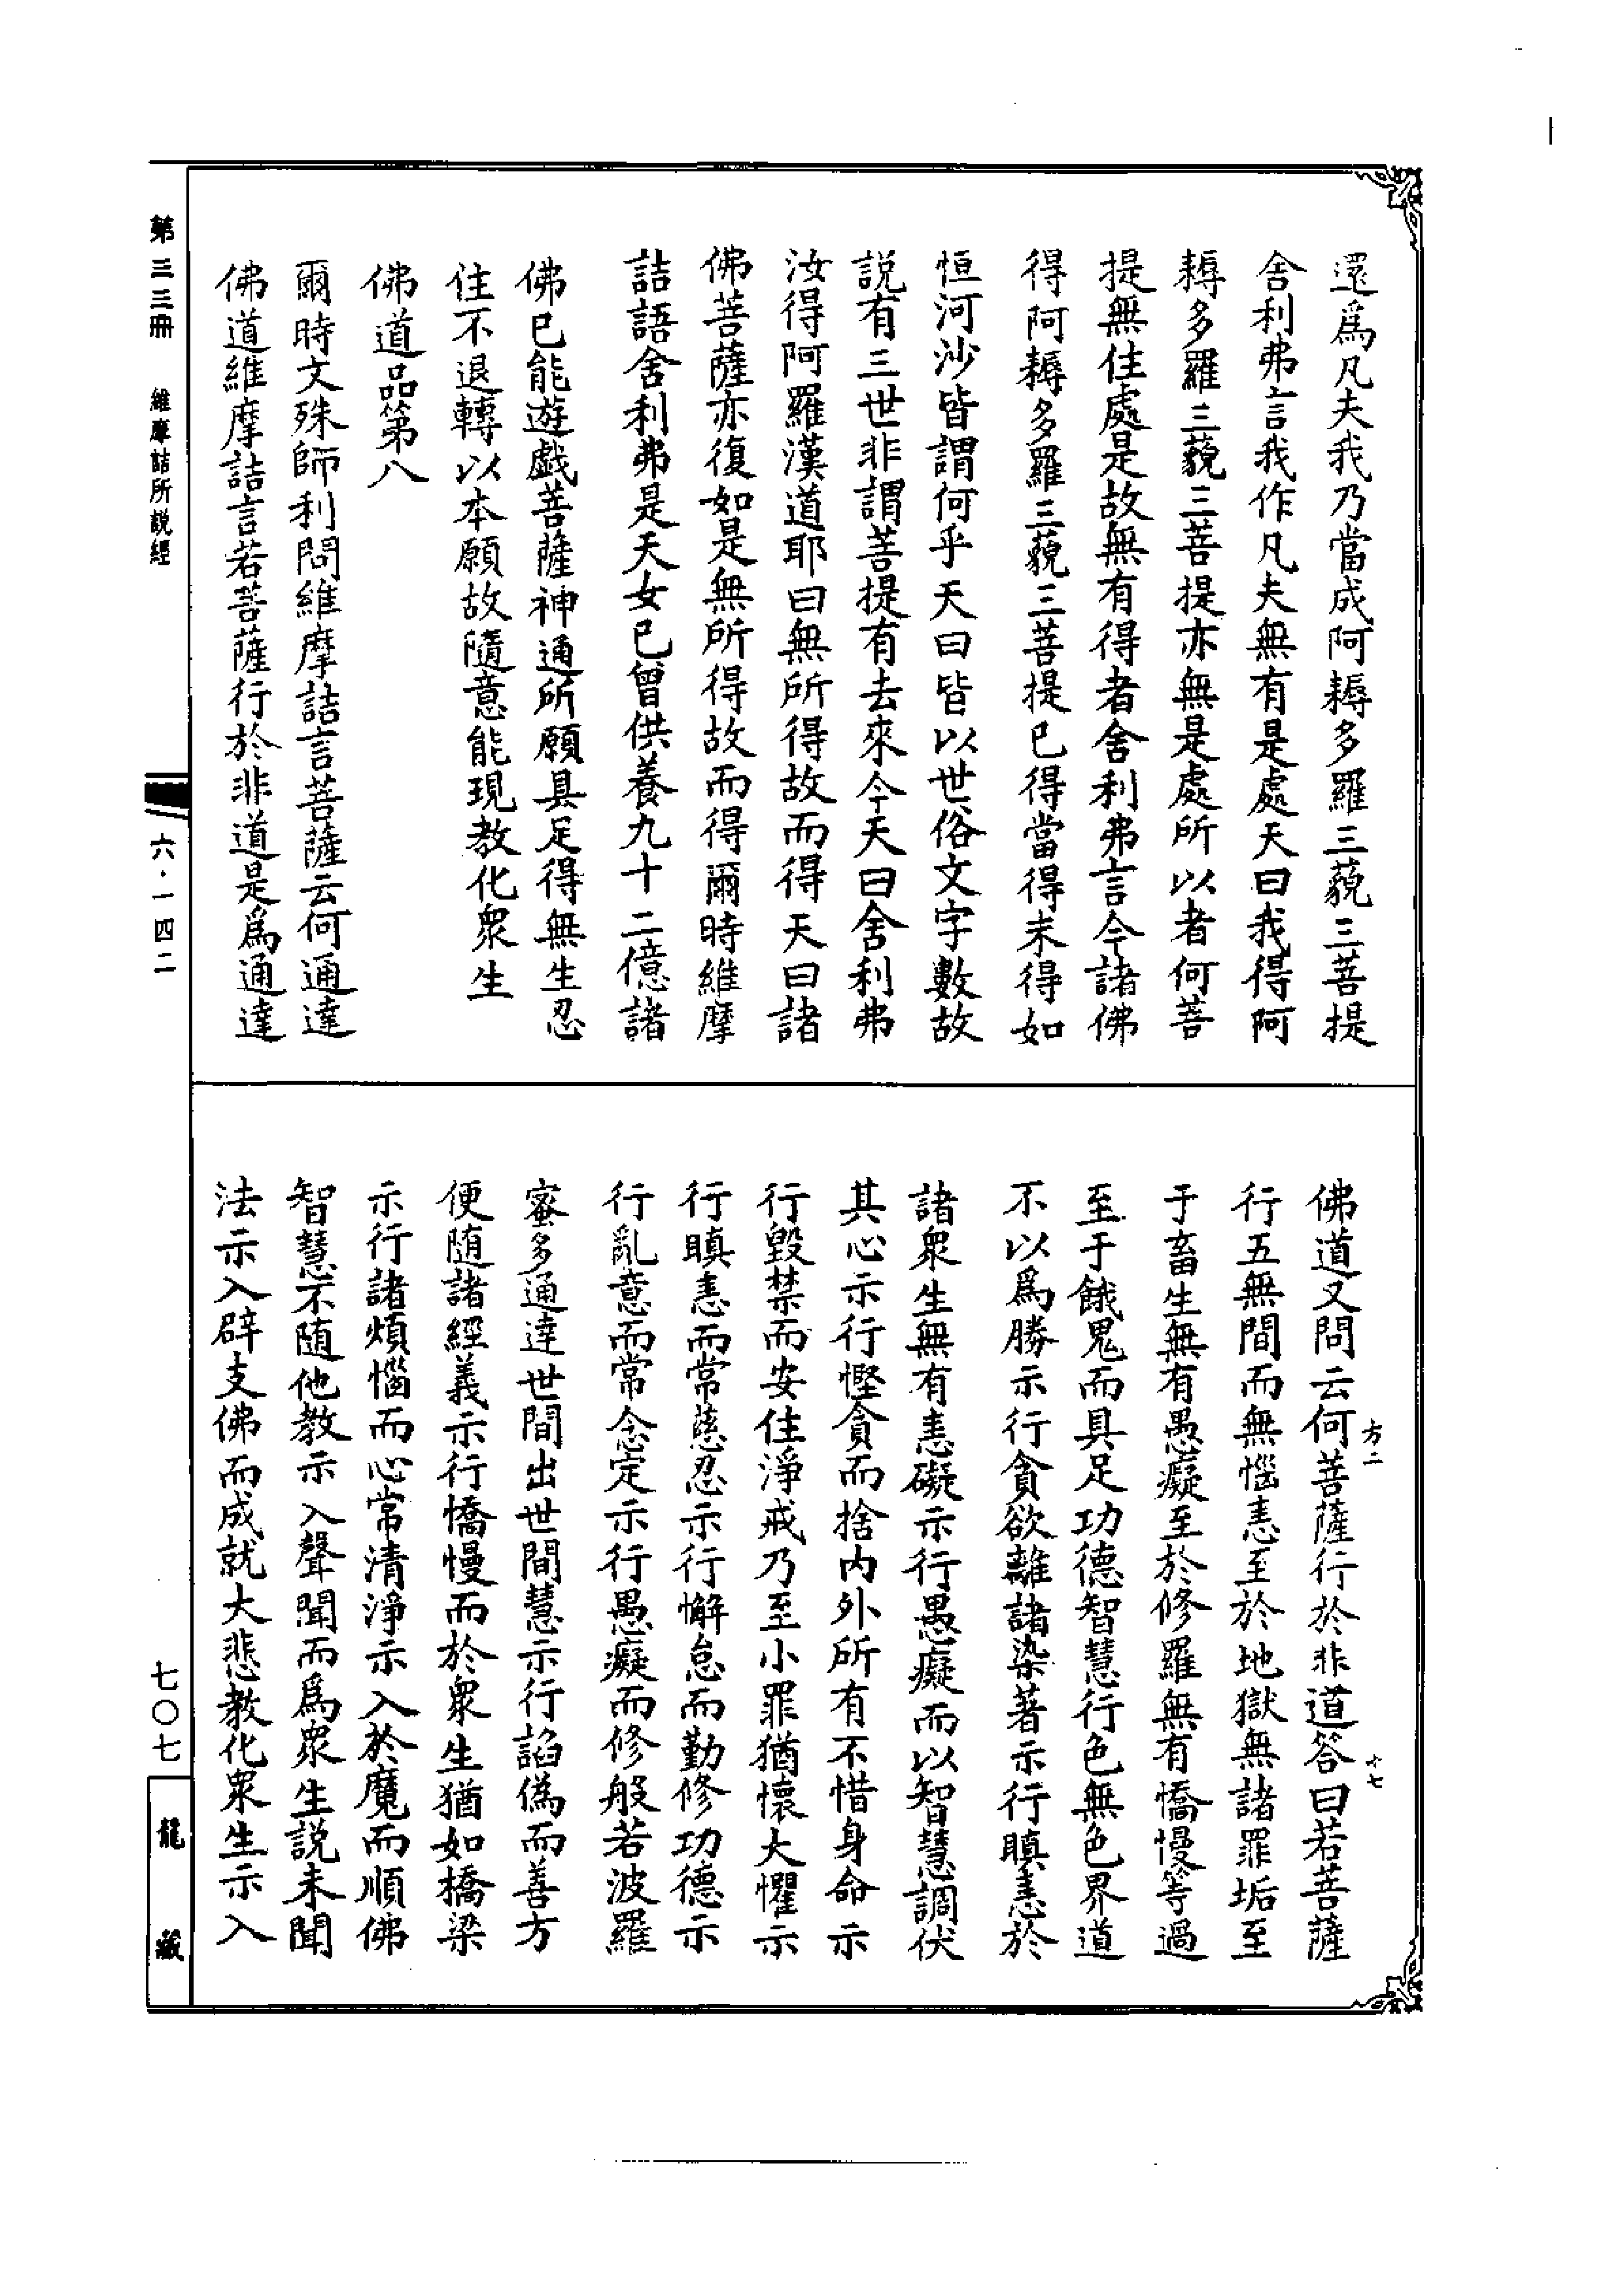 還爲凡夫我乃當成阿耨多羅三藐三菩提
舍利弗言我作凡夫無有是處天曰我得阿
耨多羅三藐三菩提亦無是處所以者何菩
提無住處是故無有得者舍利弗言今諸佛
得阿耨多羅三藐三菩提已得當得未得如
恒河沙皆謂何乎天曰皆以世俗文字數故
説有三世非謂菩提有去來今天曰舍利弗
汝得阿羅漢道耶曰無所得故而得天曰諸
佛菩薩亦復如是無所得故而得爾時維摩
詰語舍利弗是天女已曾供養九十二億諸
佛已能遊戲菩薩神通所願具足得無生忍
住不退轉以本願故隨意能現教化衆生
佛道品第八
爾時文殊師利問維摩詰言菩薩云何通達
佛道維摩詰言若菩薩行於非道是爲通達
佛道又問云何菩薩行於非道答曰若菩薩
行五無間而無惱恚至於地獄無諸罪垢至
于畜生無有愚癡至於修羅無有憍慢等過
至于餓鬼而具足功德智慧行色無色界道
不以爲勝示行貪欲離諸染著示行瞋恚於
諸衆生無有恚礙示行愚癡而以智慧調伏
其心示行慳貪而捨内外所有不惜身命示
行毀禁而安住淨戒乃至小罪猶懷大懼示
行瞋恚而常慈忍示行懈怠而勤修功德示
行亂意而常念定示行愚癡而修般若波羅
蜜多通達世間出世間慧示行諂偽而善方
便随諸經義示行憍慢而於衆生猶如橋梁
示行諸煩惱而心常清淨示入於魔而順佛
智慧不随他教示入聲聞而爲衆生説未聞
法示入辟支佛而成就大悲教化衆生示入
方二
十七
第三三冊
維摩詰所説經
六·一四二
七〇七
龍藏